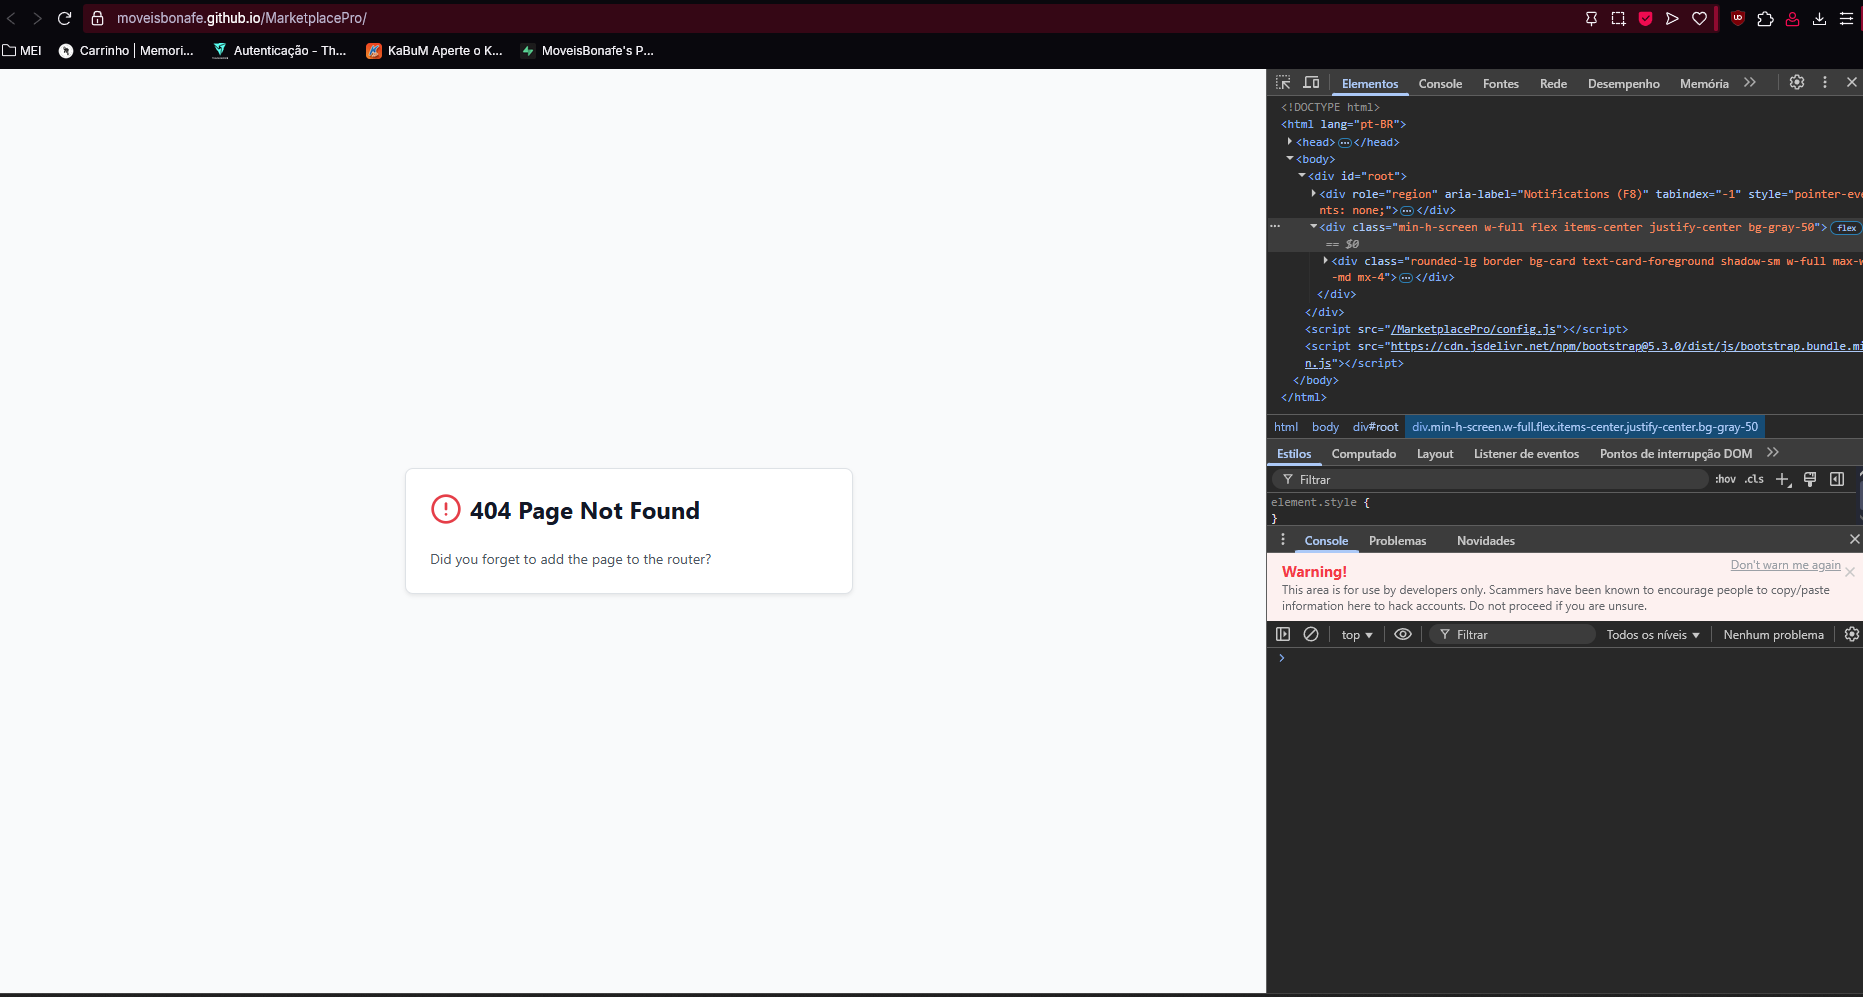 moveisbonafe.github.io/MarketplacePro/
MEI
Carrinho | Memori...
Autenticação - Th...
KaBuM Aperte o K...
MoveisBonafe's P...
Elementos Console Fontes Rede Desempenho Memória
<!DOCTYPE html>
<html lang="pt-BR">
<head> </head>
<body>
<div id="root">
<div role="region" aria-label="Notifications (F8)" tabindex="-1" style="pointer-eve
nts: none;"> </div>
<div class="min-h-screen w-full flex items-center justify-center bg-gray-50"> flex
== $0
<div class="rounded-lg border bg-card text-card-foreground shadow-sm w-full max-w
-md mx-4"> </div>
</div>
</div>
<script src="/MarketplacePro/config.js"></script>
<script src="https://cdn.jsdelivr.net/npm/bootstrap@5.3.0/dist/js/bootstrap.bundle.mi
n.js"></script>
</body>
</html>
html body div#root div.min-h-screen.w-full.flex.items-center.justify-center.bg-gray-50
Estilos Computado Layout Listener de eventos Pontos de interrupção DOM
Filtrar :hov .cls
element.style {
}
Console Problemas Novidades
Warning! Don't warn me again
This area is for use by developers only. Scammers have been known to encourage people to copy/paste
information here to hack accounts. Do not proceed if you are unsure.
top Filtrar Todos os níveis Nenhum problema
404 Page Not Found
Did you forget to add the page to the router?